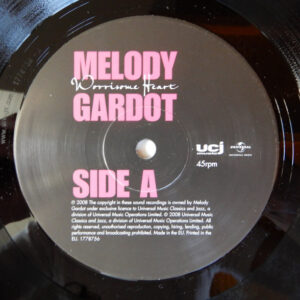 MELODY
Worrisome Heart
GARDOT
ucj
UNIVERSAL
45rpm
SIDE A
℗ 2008 The copyright in these sound recordings is owned by Melody
Gardot under exclusive licence to Universal Music Classics and Jazz, a
division of Universal Music Operations Limited. © 2008 Universal Music
Classics and Jazz, a division of Universal Music Operations Limited.
All rights reserved, unauthorised reproduction, copying, hiring, lending, public
performance and broadcasting prohibited. Made in the EU. Printed in the
EU. 1778756